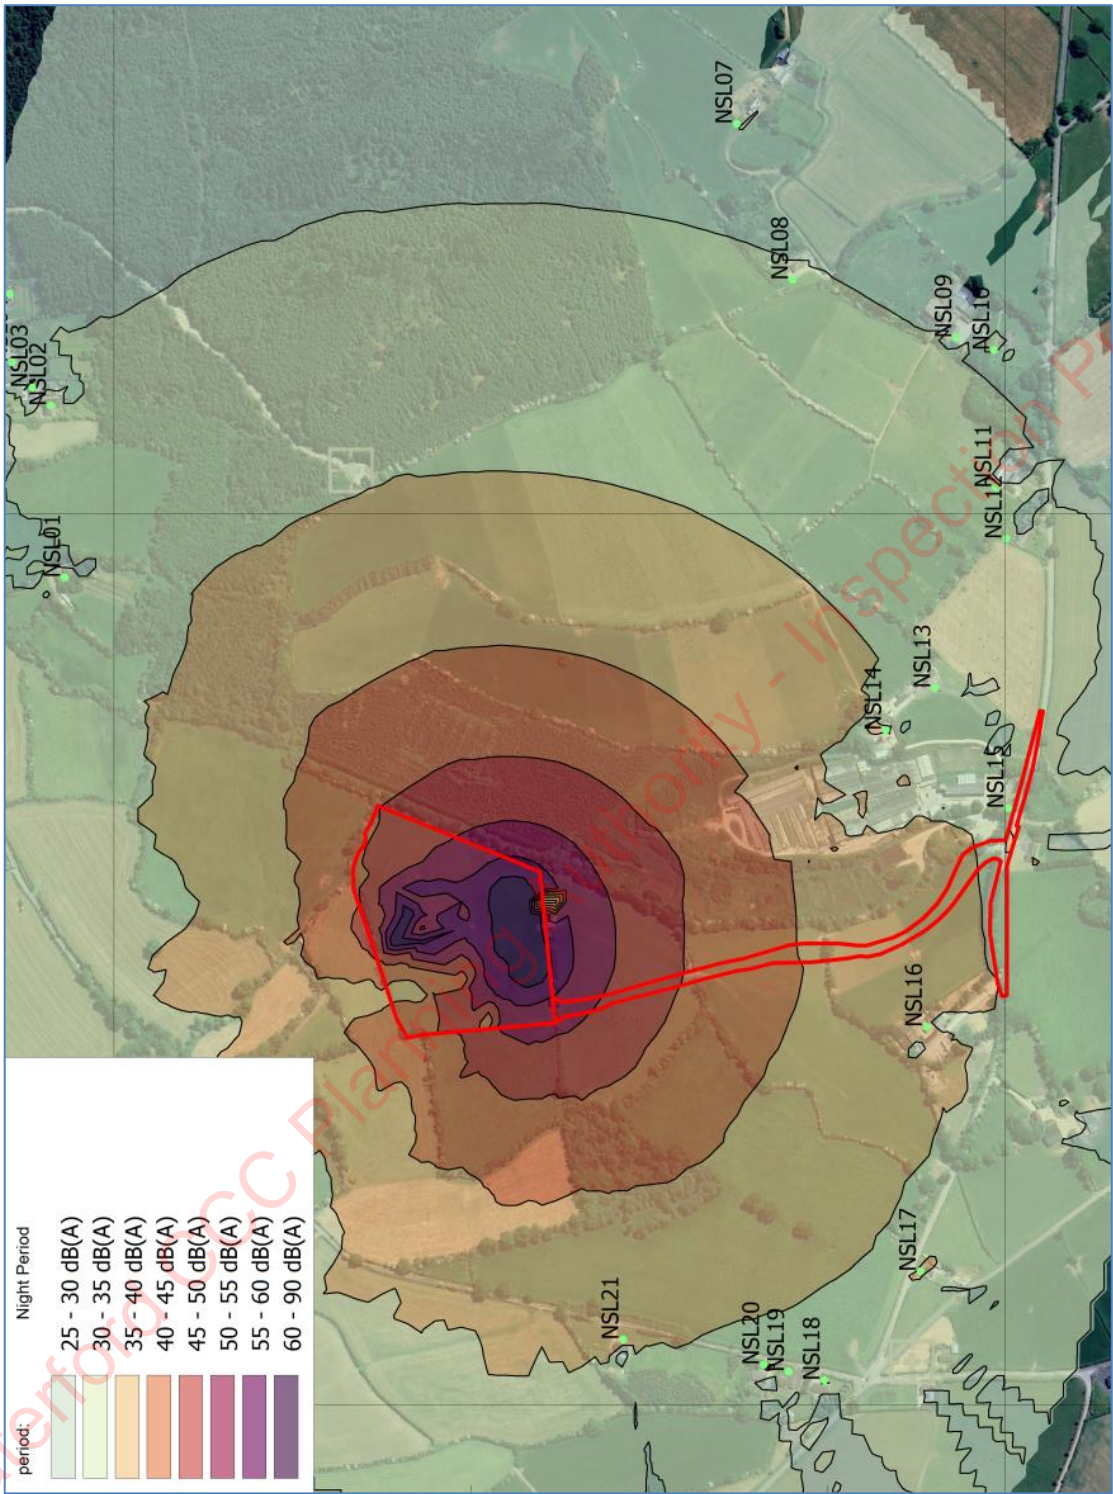 Night Period
period:
25 - 30 dB(A)
30 - 35 dB(A)
35 - 40 dB(A)
40 - 45 dB(A)
45 - 50 dB(A)
50 - 55 dB(A)
55 - 60 dB(A)
60 - 90 dB(A)
NSL01
NSL03
NSL02
NSL07
NSL08
NSL09
NSL10
NSL11
NSL12
NSL13
NSL14
NSL15
NSL16
NSL17
NSL21
NSL20
NSL19
NSL18
CCC Planning Authority - Inspection